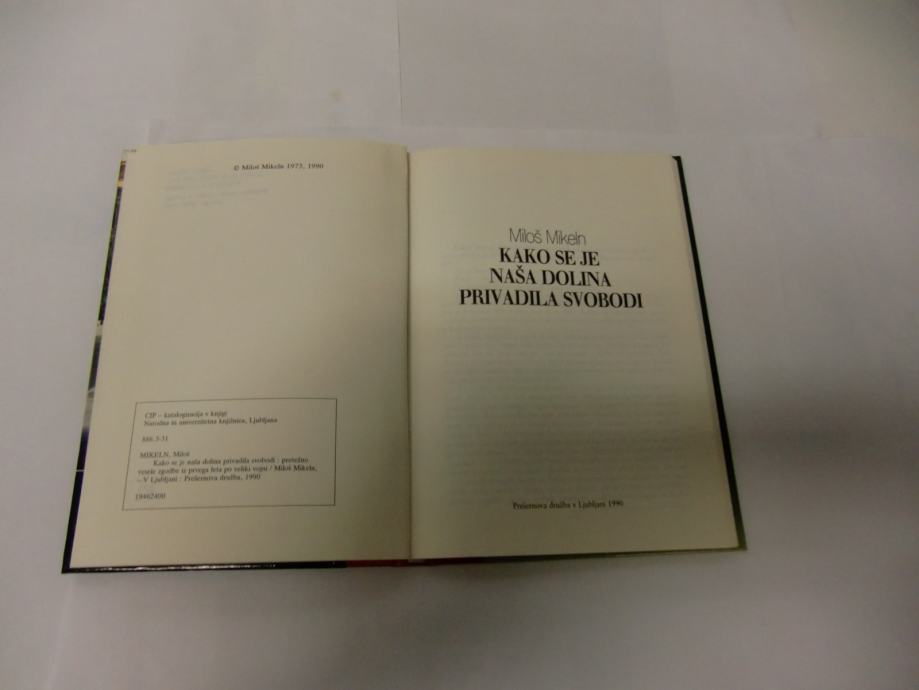 © Miloš Mikeln 1973, 1990
CIP – katalogizacija v knjigi
Narodna in univerzitetna knjižnica, Ljubljana
886.3-31
MIKELN, Miloš
Kako se je naša dolina privadila svobodi : pretežno
vesele zgodbe iz prvega leta po veliki vojni / Miloš Mikeln,
– V Ljubljani : Prešernova družba, 1990
19462400
Miloš Mikeln
KAKO SE JE
NAŠA DOLINA
PRIVADILA SVOBODI
Prešernova družba v Ljubljani 1990